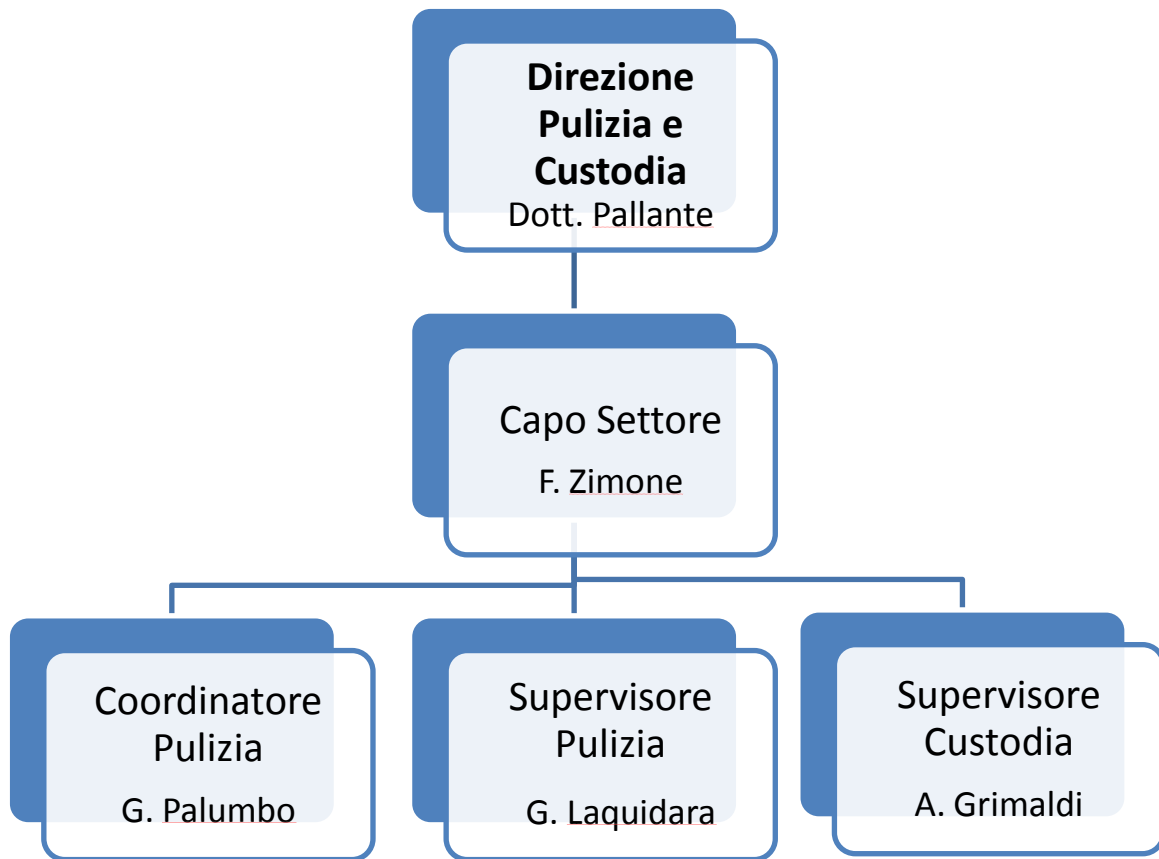 Direzione
Pulizia e
Custodia
Dott. Pallante
Capo Settore
F. Zimone
Coordinatore
Pulizia
G. Palumbo
Supervisore
Pulizia
G. Laquidara
Supervisore
Custodia
A. Grimaldi